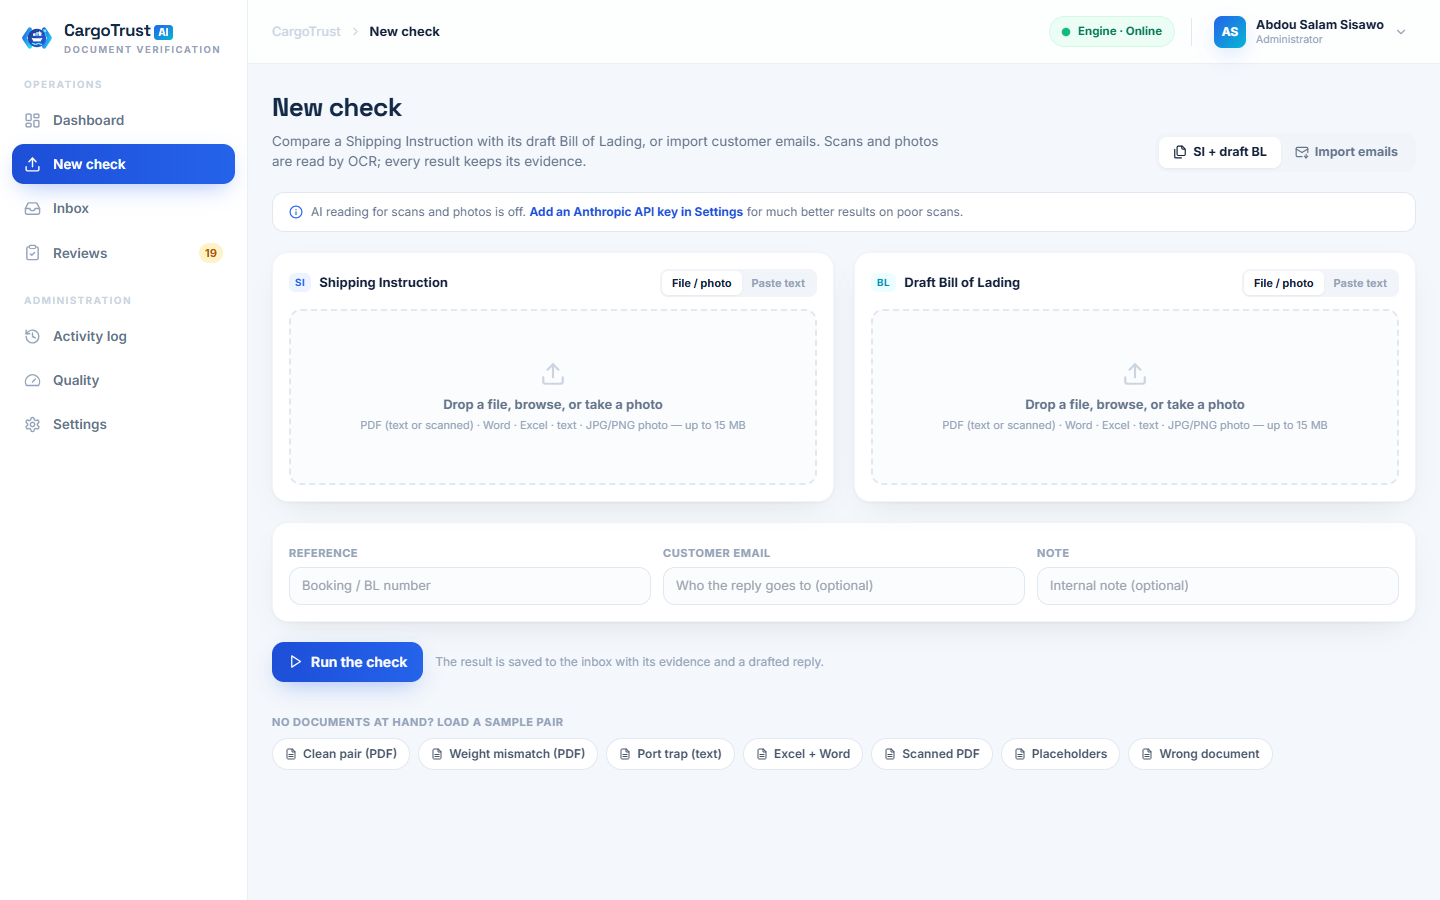 CargoTrust AI
DOCUMENT VERIFICATION
OPERATIONS
Dashboard
New check
Inbox
Reviews 19
ADMINISTRATION
Activity log
Quality
Settings
CargoTrust > New check
Engine · Online
AS
Abdou Salam Sisawo
Administrator
New check
Compare a Shipping Instruction with its draft Bill of Lading, or import customer emails. Scans and photos
are read by OCR; every result keeps its evidence.
SI + draft BL
Import emails
AI reading for scans and photos is off. Add an Anthropic API key in Settings for much better results on poor scans.
SI Shipping Instruction
File / photo Paste text
Drop a file, browse, or take a photo
PDF (text or scanned) · Word · Excel · text · JPG/PNG photo — up to 15 MB
BL Draft Bill of Lading
File / photo Paste text
Drop a file, browse, or take a photo
PDF (text or scanned) · Word · Excel · text · JPG/PNG photo — up to 15 MB
REFERENCE
Booking / BL number
CUSTOMER EMAIL
Who the reply goes to (optional)
NOTE
Internal note (optional)
Run the check
The result is saved to the inbox with its evidence and a drafted reply.
NO DOCUMENTS AT HAND? LOAD A SAMPLE PAIR
Clean pair (PDF)
Weight mismatch (PDF)
Port trap (text)
Excel + Word
Scanned PDF
Placeholders
Wrong document